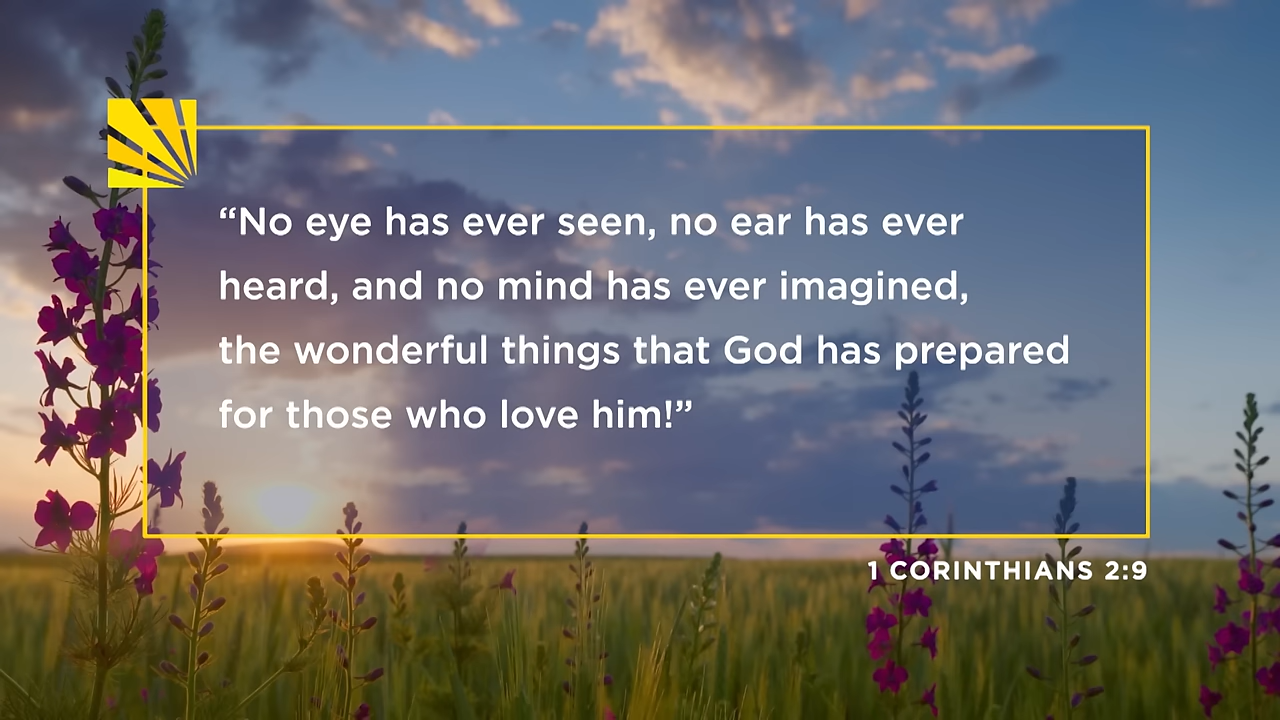 “No eye has ever seen, no ear has ever
heard, and no mind has ever imagined,
the wonderful things that God has prepared
for those who love him!”
1 CORINTHIANS 2:9